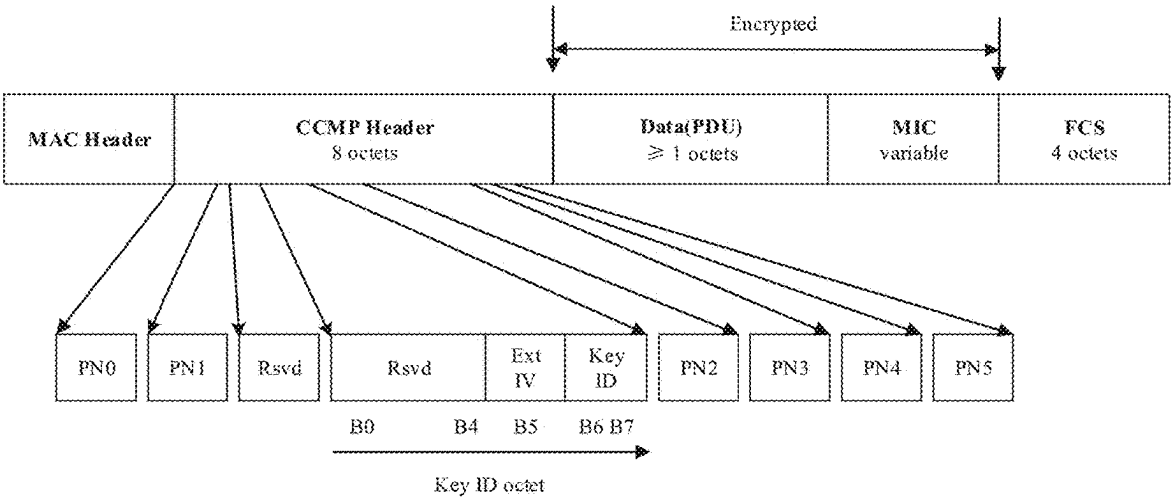 Encrypted
MAC Header
CCMP Header
8 octets
Data(PDU)
⩾ 1 octets
MIC
variable
FCS
4 octets
PN0
PN1
Rsvd
Rsvd
Ext
IV
Key
ID
PN2
PN3
PN4
PN5
B0
B4
B5
B6 B7
Key ID octet